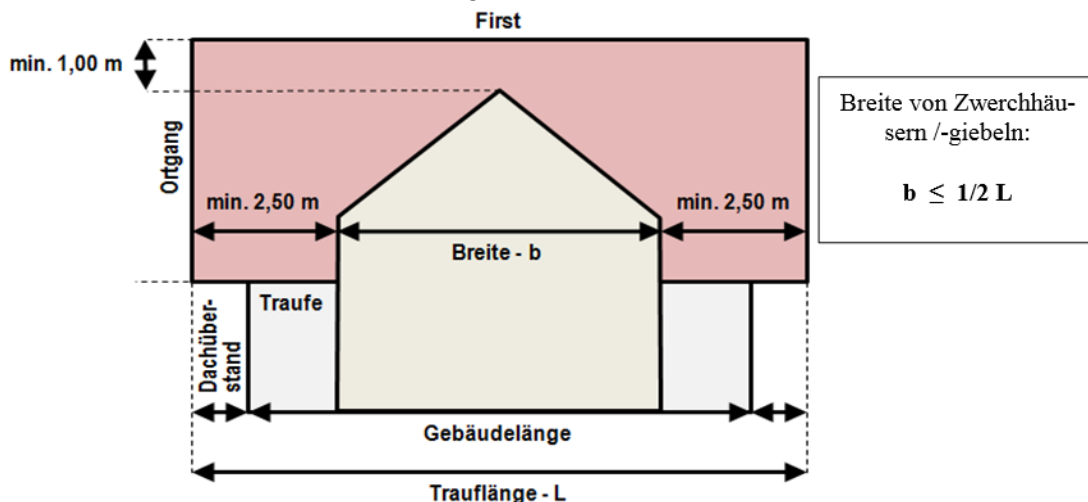 First
min. 1,00 m
Breite von Zwerchhäu-
sern /-giebeln:
b ≤ 1/2 L
Ortgang
min. 2,50 m
min. 2,50 m
Breite - b
Traufe
Dachüber-
stand
Gebäudelänge
Trauflänge - L